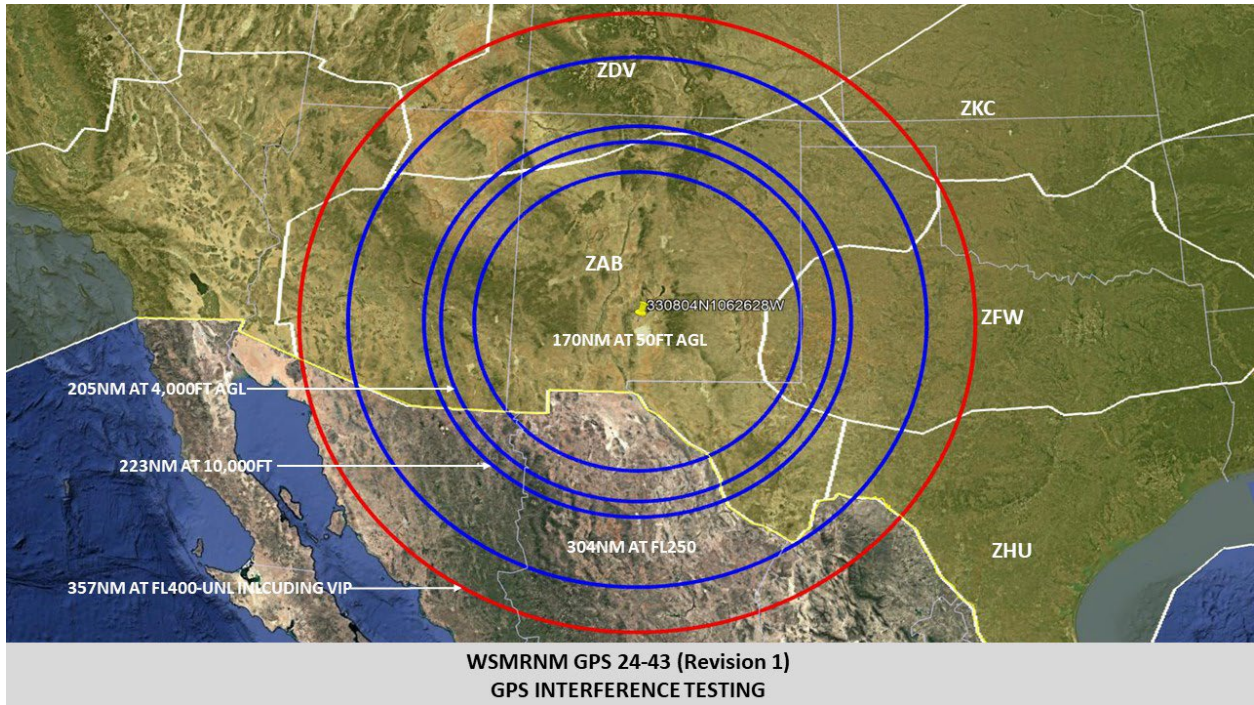 ZDV
ZKC
ZAB
330804N1062628W
ZFW
170NM AT 50FT AGL
205NM AT 4,000FT AGL
223NM AT 10,000FT
304NM AT FL250
ZHU
357NM AT FL400-UNL INLCUDING VIP
WSMRNM GPS 24-43 (Revision 1)
GPS INTERFERENCE TESTING